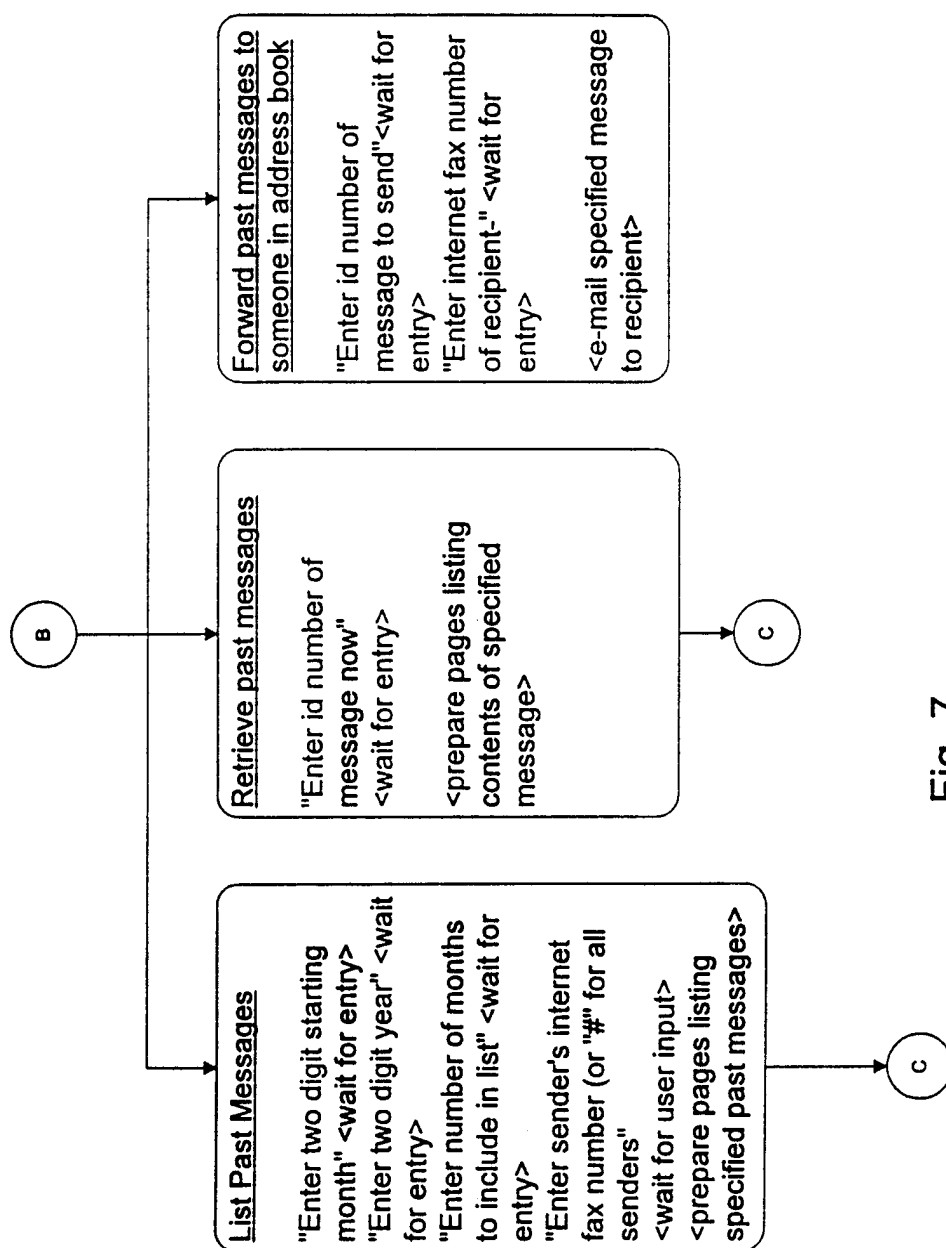 B
List Past Messages
"Enter two digit starting
month" <wait for entry>
"Enter two digit year" <wait
for entry>
"Enter number of months
to include in list" <wait for
entry>
"Enter sender's internet
fax number (or "#" for all
senders"
<wait for user input>
<prepare pages listing
specified past messages>
C
Retrieve past messages
"Enter id number of
message now"
<wait for entry>
<prepare pages listing
contents of specified
message>
C
Forward past messages to
someone in address book
"Enter id number of
message to send"<wait for
entry>
"Enter internet fax number
of recipient-" <wait for
entry>
<e-mail specified message
to recipient>
Fig. 7